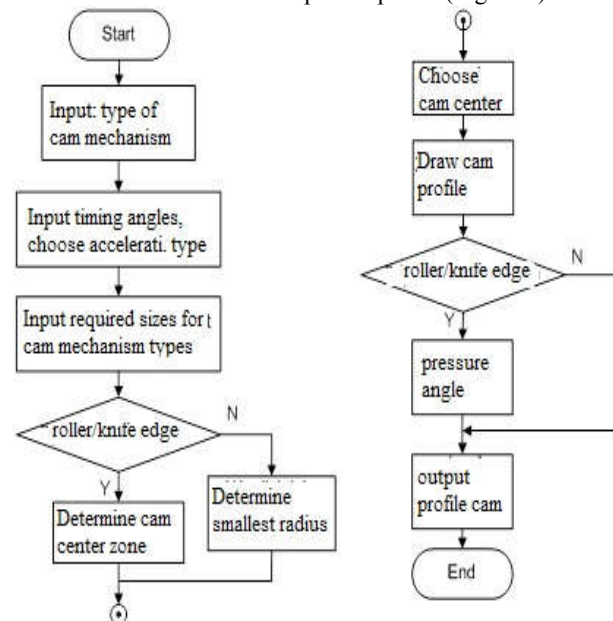 Start
Input: type of
cam mechanism
Input timing angles,
choose accelerati. type
Input required sizes for t
cam mechanism types
roller/knife edge
N
Y
Determine cam
center zone
Determine
smallest radius
Choose
cam center
Draw cam
profile
roller/knife edge
N
Y
pressure
angle
output
profile cam
End